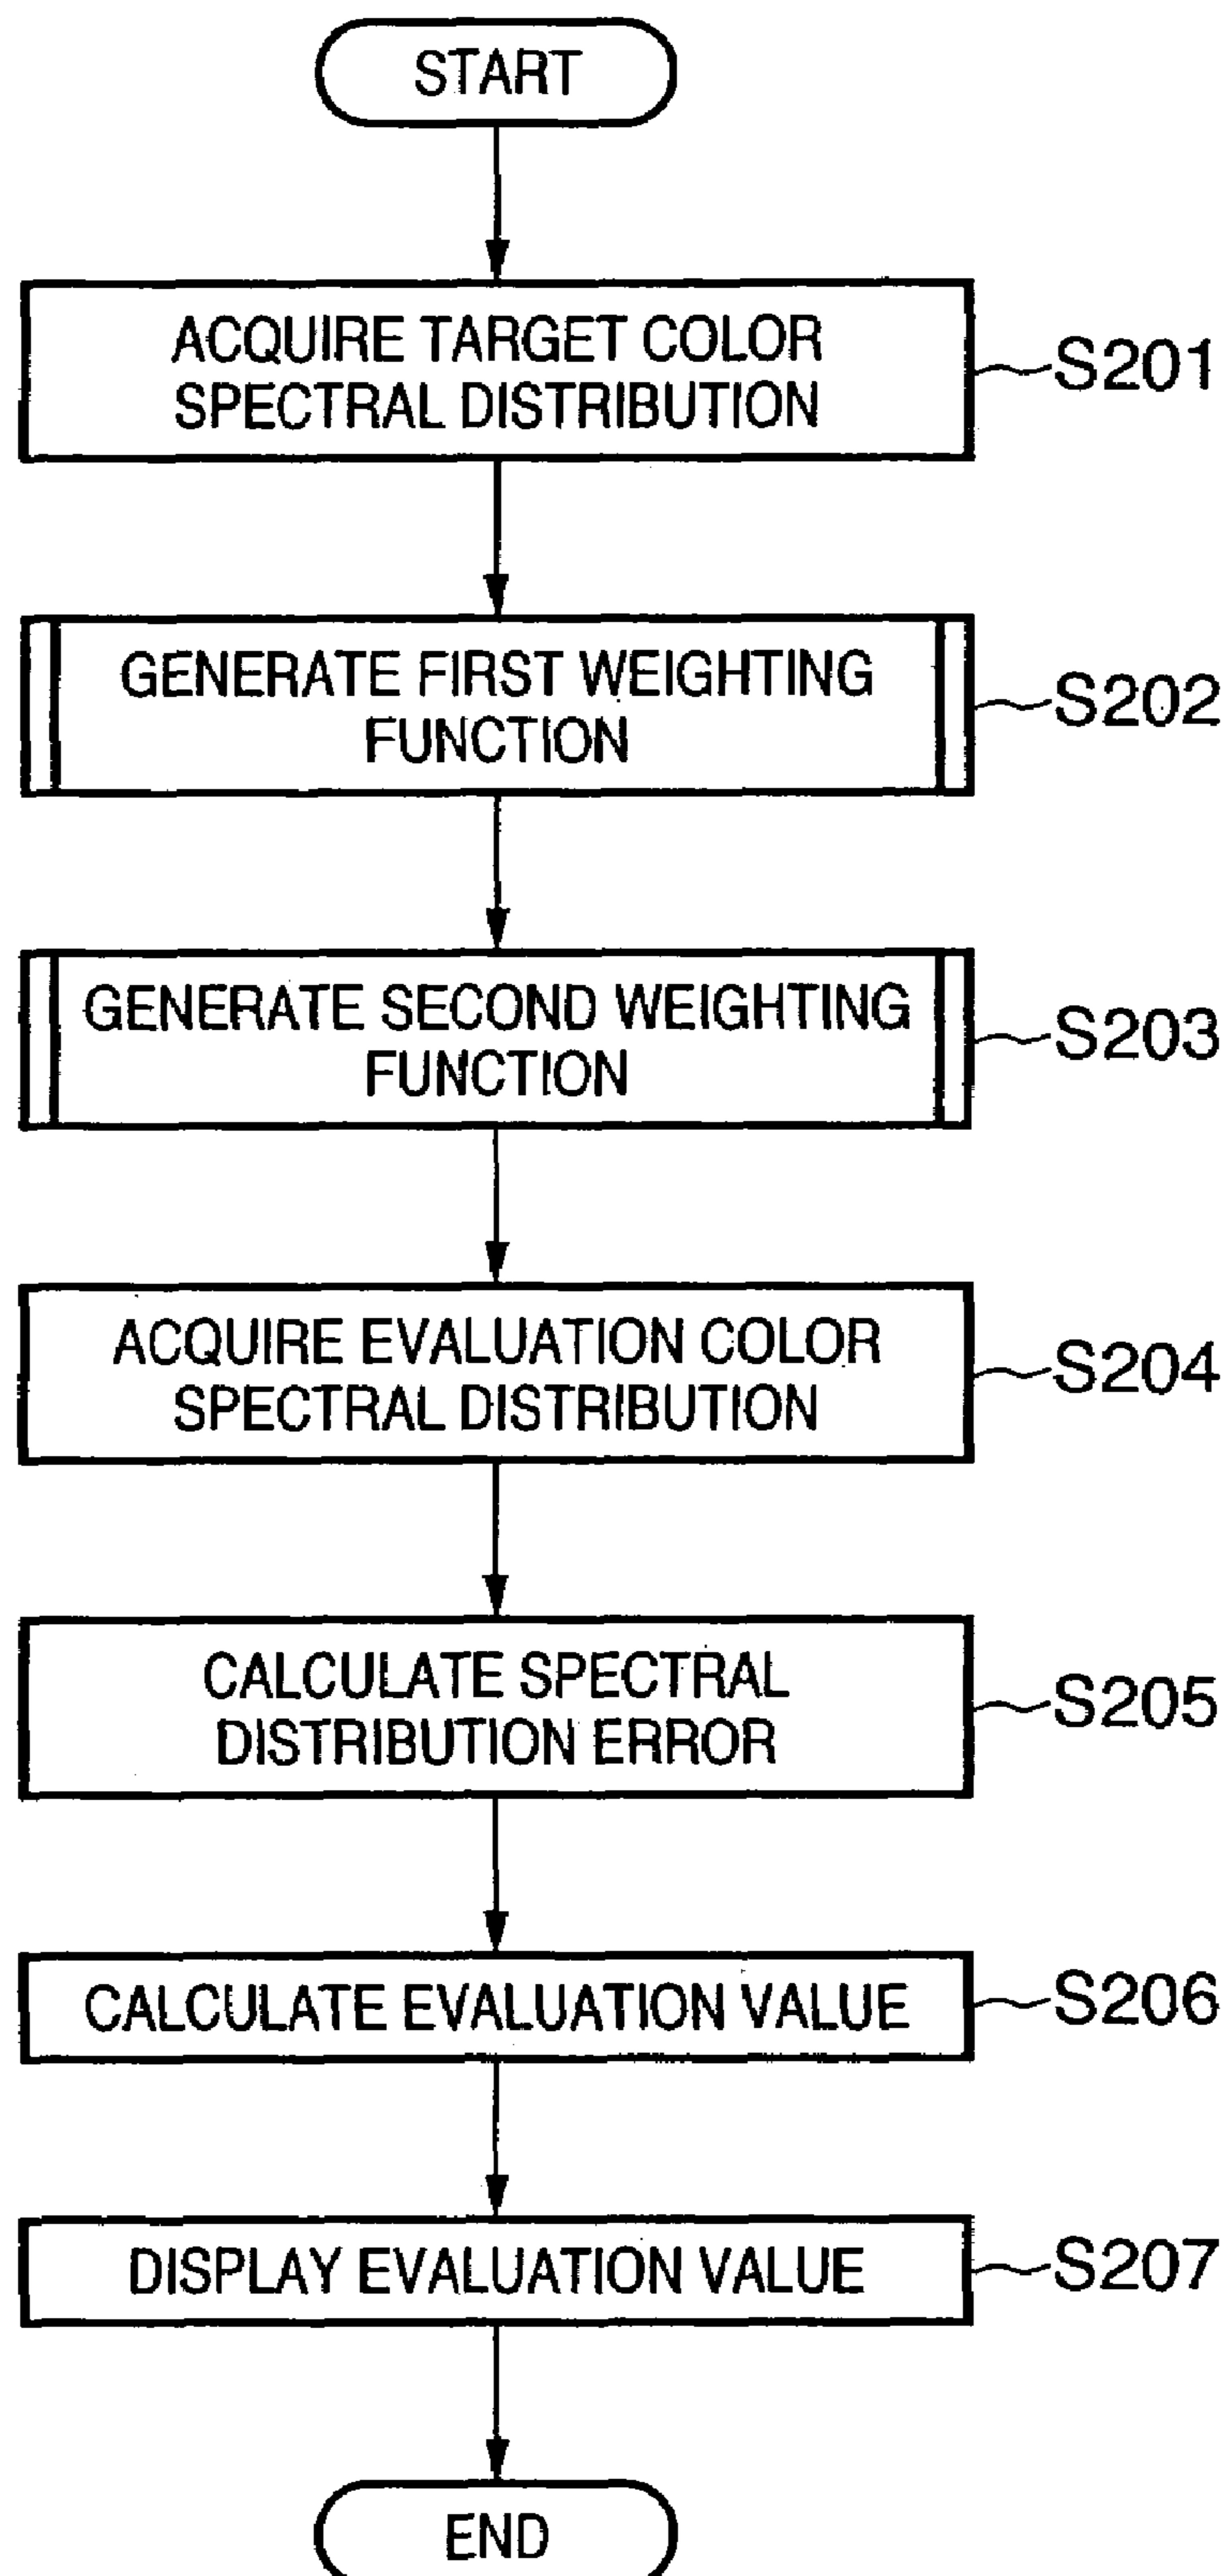 START
ACQUIRE TARGET COLOR
SPECTRAL DISTRIBUTION
S201
GENERATE FIRST WEIGHTING
FUNCTION
S202
GENERATE SECOND WEIGHTING
FUNCTION
S203
ACQUIRE EVALUATION COLOR
SPECTRAL DISTRIBUTION
S204
CALCULATE SPECTRAL
DISTRIBUTION ERROR
S205
CALCULATE EVALUATION VALUE
S206
DISPLAY EVALUATION VALUE
S207
END